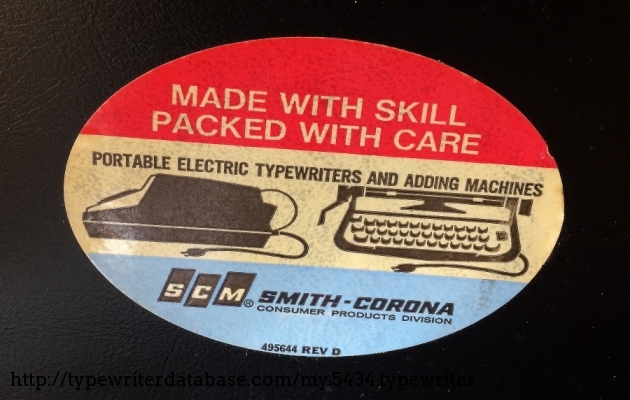 MADE WITH SKILL
PACKED WITH CARE
PORTABLE ELECTRIC TYPEWRITERS AND ADDING MACHINES
SCM® SMITH-CORONA
CONSUMER PRODUCTS DIVISION
495644 REV D
http://typewriterdatabase.com/my.5434.typewriter